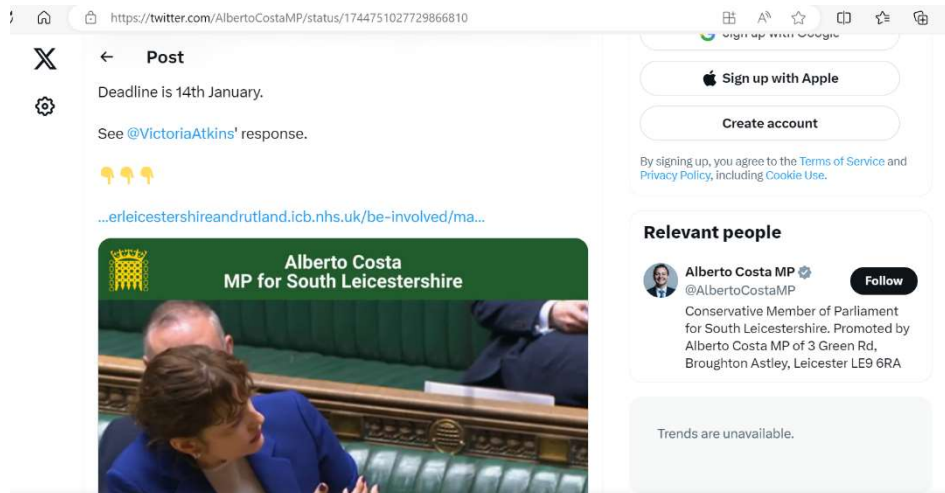 https://twitter.com/AlbertoCostaMP/status/1744751027729866810
Post
Deadline is 14th January.
See @VictoriaAtkins' response.
👇👇👇
...erleicestershireandrutland.icb.nhs.uk/be-involved/ma...
Alberto Costa
MP for South Leicestershire
Sign up with Google
Sign up with Apple
Create account
By signing up, you agree to the Terms of Service and
Privacy Policy, including Cookie Use.
Relevant people
Alberto Costa MP
@AlbertoCostaMP
Follow
Conservative Member of Parliament
for South Leicestershire. Promoted by
Alberto Costa MP of 3 Green Rd,
Broughton Astley, Leicester LE9 6RA
Trends are unavailable.